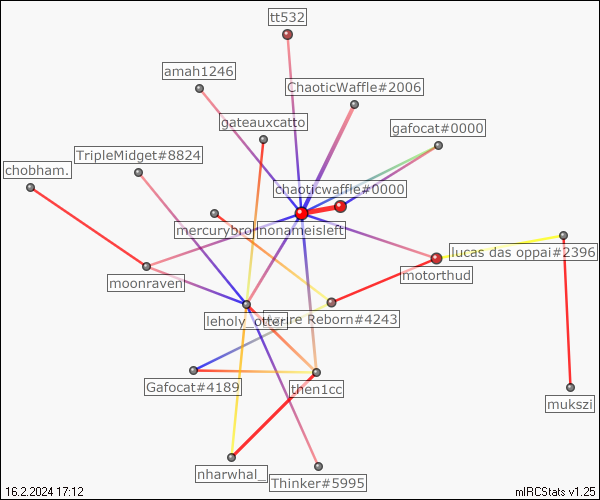 tt532
amah1246
ChaoticWaffle#2006
gateauxcatto
gafocat#0000
TripleMidget#8824
chobham.
chaoticwaffle#0000
mercurybro
nonameisleft
lucas das oppai#2396
motorthud
moonraven
leholy_otter
Reborn#4243
Gafocat#4189
then1cc
mukszi
nharwhal_
Thinker#5995
16.2.2024 17:12
mIRCStats v1.25